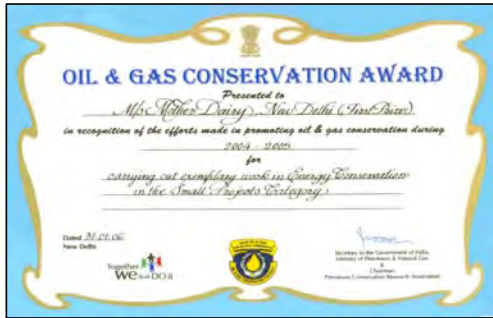 OIL & GAS CONSERVATION AWARD
Presented to
M/s Mother Dairy, New Delhi (First Prize)
in recognition of the efforts made in promoting oil & gas conservation during
2004 - 2005
for
carrying out exemplary work in Energy Conservation
in the Small Projects Category
Dated 31.01.06
New Delhi
Together
We can DO it
Secretary to the Government of India,
Ministry of Petroleum & Natural Gas
&
Chairman
Petroleum Conservation Research Association